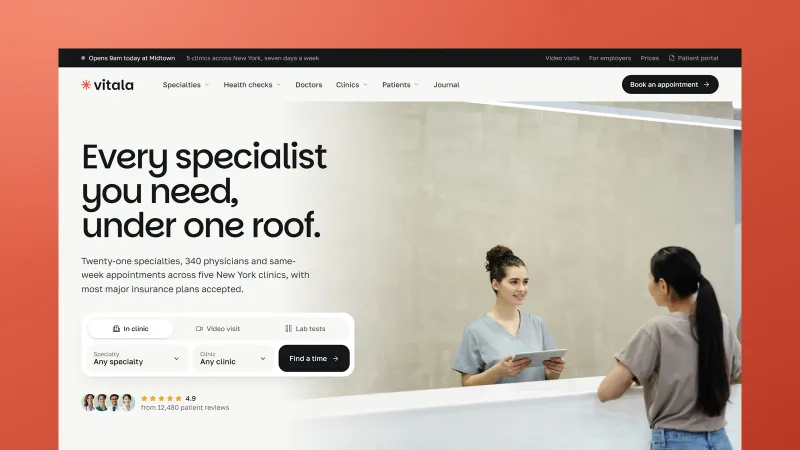 Opens 9am today at Midtown
5 clinics across New York, seven days a week
Video visits
For employers
Prices
Patient portal
vitala
Specialties
Health checks
Doctors
Clinics
Patients
Journal
Book an appointment
Every specialist
you need,
under one roof.
Twenty-one specialties, 340 physicians and same-
week appointments across five New York clinics, with
most major insurance plans accepted.
In clinic
Video visit
Lab tests
Specialty
Any specialty
Clinic
Any clinic
Find a time
4.9
from 12,480 patient reviews